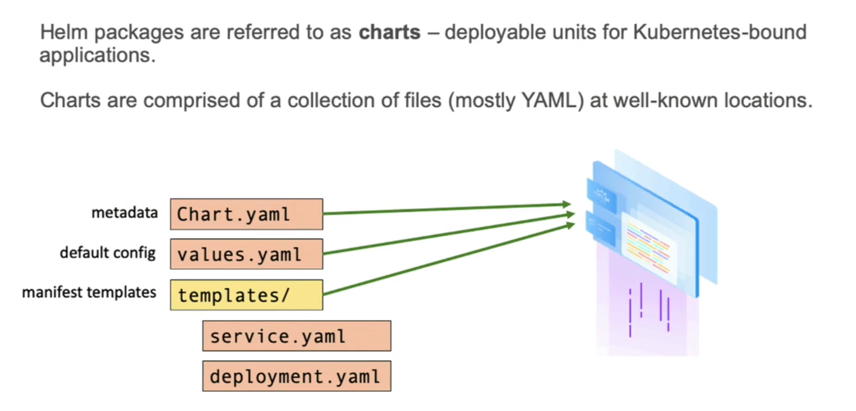 Helm packages are referred to as charts – deployable units for Kubernetes-bound
applications.
Charts are comprised of a collection of files (mostly YAML) at well-known locations.
metadata
Chart.yaml
default config
values.yaml
manifest templates
templates/
service.yaml
deployment.yaml